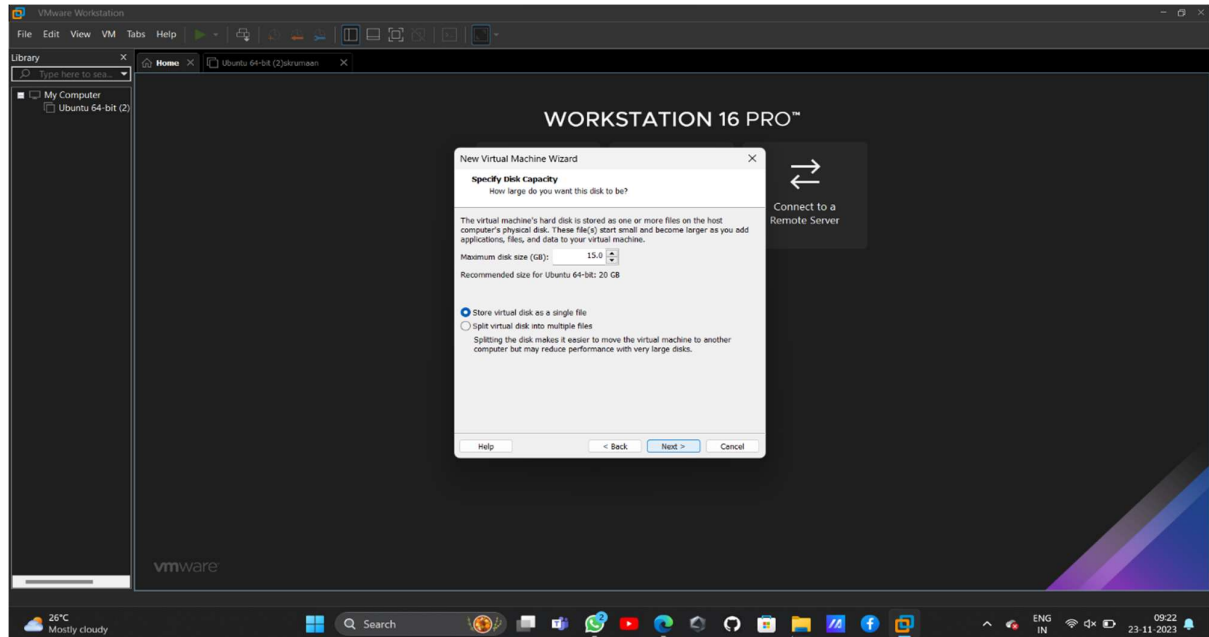 VMware Workstation
File Edit View VM Tabs Help
Library
Type here to sea...
Home
Ubuntu 64-bit (2)skrumaan
My Computer
Ubuntu 64-bit (2)
WORKSTATION 16 PRO™
New Virtual Machine Wizard
Specify Disk Capacity
How large do you want this disk to be?
The virtual machine's hard disk is stored as one or more files on the host
computer's physical disk. These file(s) start small and become larger as you add
applications, files, and data to your virtual machine.
Maximum disk size (GB): 15.0
Recommended size for Ubuntu 64-bit: 20 GB
Store virtual disk as a single file
Split virtual disk into multiple files
Splitting the disk makes it easier to move the virtual machine to another
computer but may reduce performance with very large disks.
Help < Back Next > Cancel
Connect to a
Remote Server
vmware
26°C
Mostly cloudy
Search
ENG
IN
09:22
23-11-2023